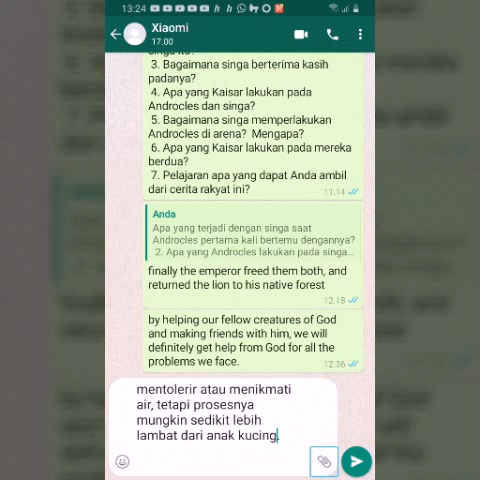 13:24
Xiaomi
17.00
singa itu?
3. Bagaimana singa berterima kasih
padanya?
4. Apa yang Kaisar lakukan pada
Androcles dan singa?
5. Bagaimana singa memperlakukan
Androcles di arena? Mengapa?
6. Apa yang Kaisar lakukan pada mereka
berdua?
7. Pelajaran apa yang dapat Anda ambil
dari cerita rakyat ini?
11.14
Anda
Apa yang terjadi dengan singa saat
Androcles pertama kali bertemu dengannya?
2. Apa yang Androcles lakukan pada singa...
finally the emperor freed them both, and
returned the lion to his native forest
12.18
by helping our fellow creatures of God
and making friends with him, we will
definitely get help from God for all the
problems we face.
12.36
mentolerir atau menikmati
air, tetapi prosesnya
mungkin sedikit lebih
lambat dari anak kucing.